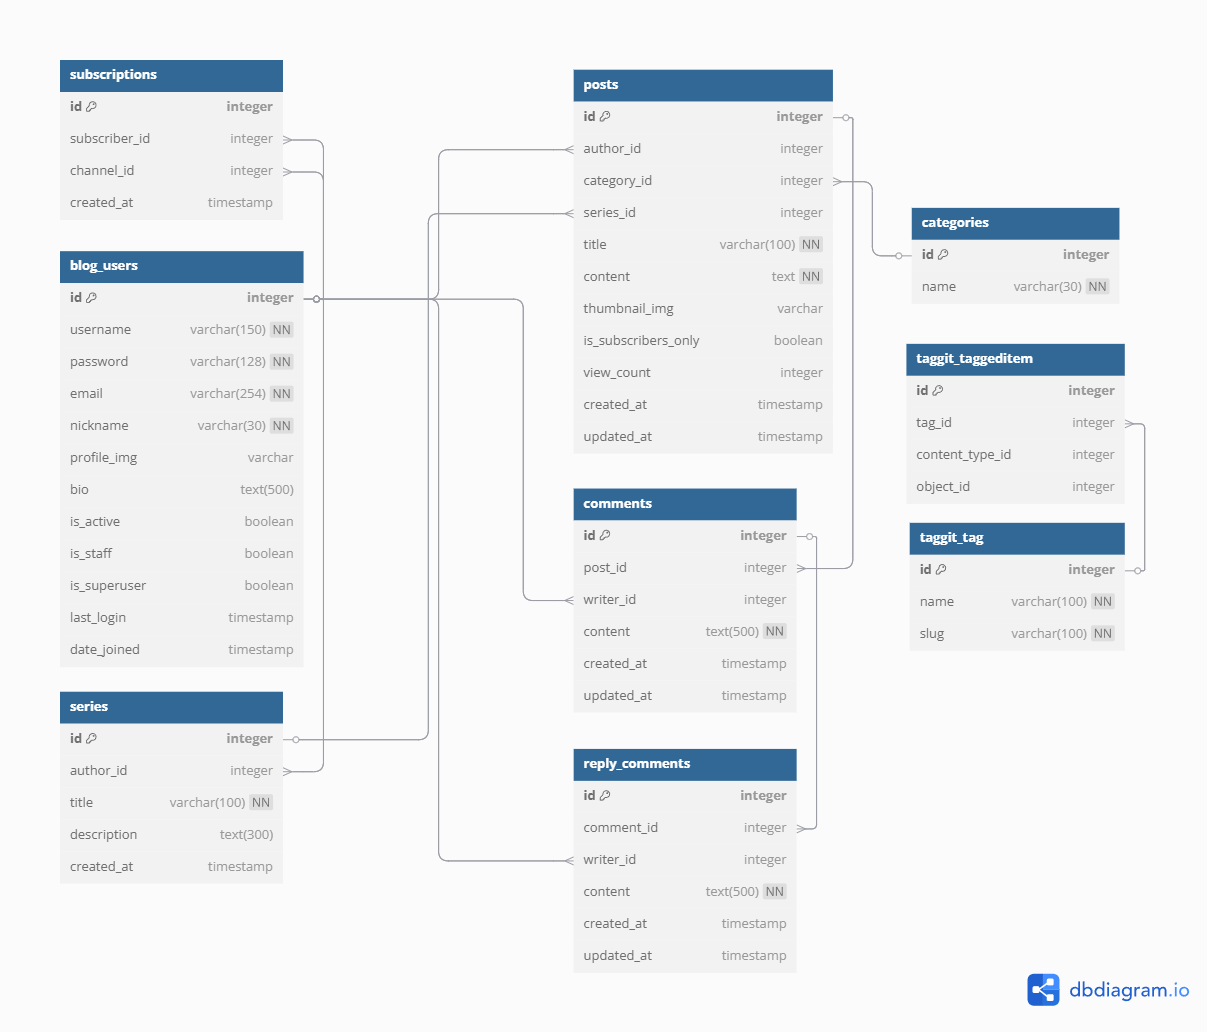 subscriptions
id integer
subscriber_id integer
channel_id integer
created_at timestamp
blog_users
id integer
username varchar(150) NN
password varchar(128) NN
email varchar(254) NN
nickname varchar(30) NN
profile_img varchar
bio text(500)
is_active boolean
is_staff boolean
is_superuser boolean
last_login timestamp
date_joined timestamp
series
id integer
author_id integer
title varchar(100) NN
description text(300)
created_at timestamp
posts
id integer
author_id integer
category_id integer
series_id integer
title varchar(100) NN
content text NN
thumbnail_img varchar
is_subscribers_only boolean
view_count integer
created_at timestamp
updated_at timestamp
comments
id integer
post_id integer
writer_id integer
content text(500) NN
created_at timestamp
updated_at timestamp
reply_comments
id integer
comment_id integer
writer_id integer
content text(500) NN
created_at timestamp
updated_at timestamp
categories
id integer
name varchar(30) NN
taggit_taggeditem
id integer
tag_id integer
content_type_id integer
object_id integer
taggit_tag
id integer
name varchar(100) NN
slug varchar(100) NN
dbdiagram.io